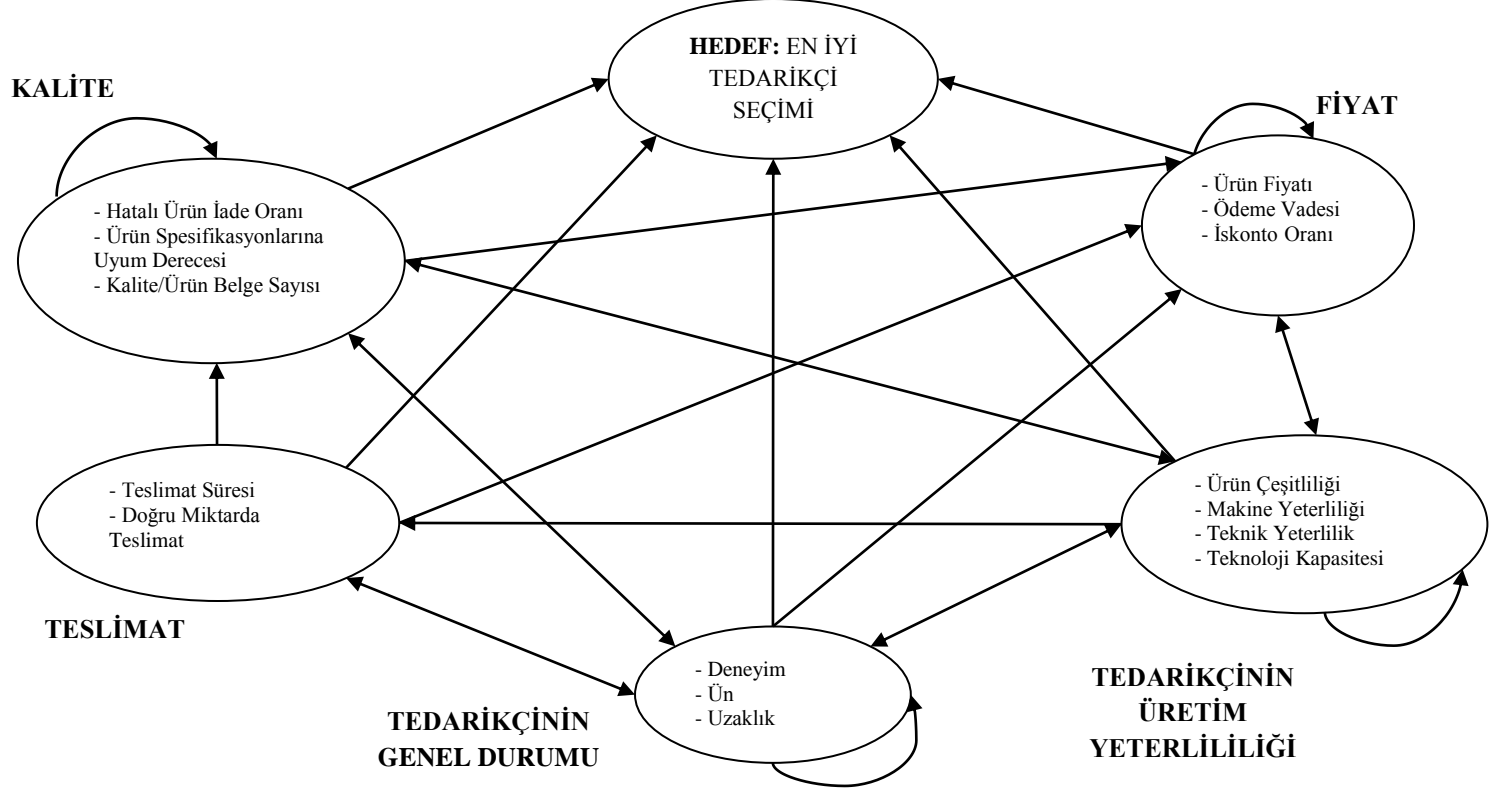 HEDEF: EN İYİ
TEDARİKÇİ
SEÇİMİ
KALİTE
- Hatalı Ürün İade Oranı
- Ürün Spesifikasyonlarına
Uyum Derecesi
- Kalite/Ürün Belge Sayısı
FİYAT
- Ürün Fiyatı
- Ödeme Vadesi
- İskonto Oranı
- Teslimat Süresi
- Doğru Miktarda
Teslimat
TESLİMAT
- Ürün Çeşitliliği
- Makine Yeterliliği
- Teknik Yeterlilik
- Teknoloji Kapasitesi
TEDARİKÇİNİN
ÜRETİM
YETERLİLİLİĞİ
- Deneyim
- Ün
- Uzaklık
TEDARİKÇİNİN
GENEL DURUMU